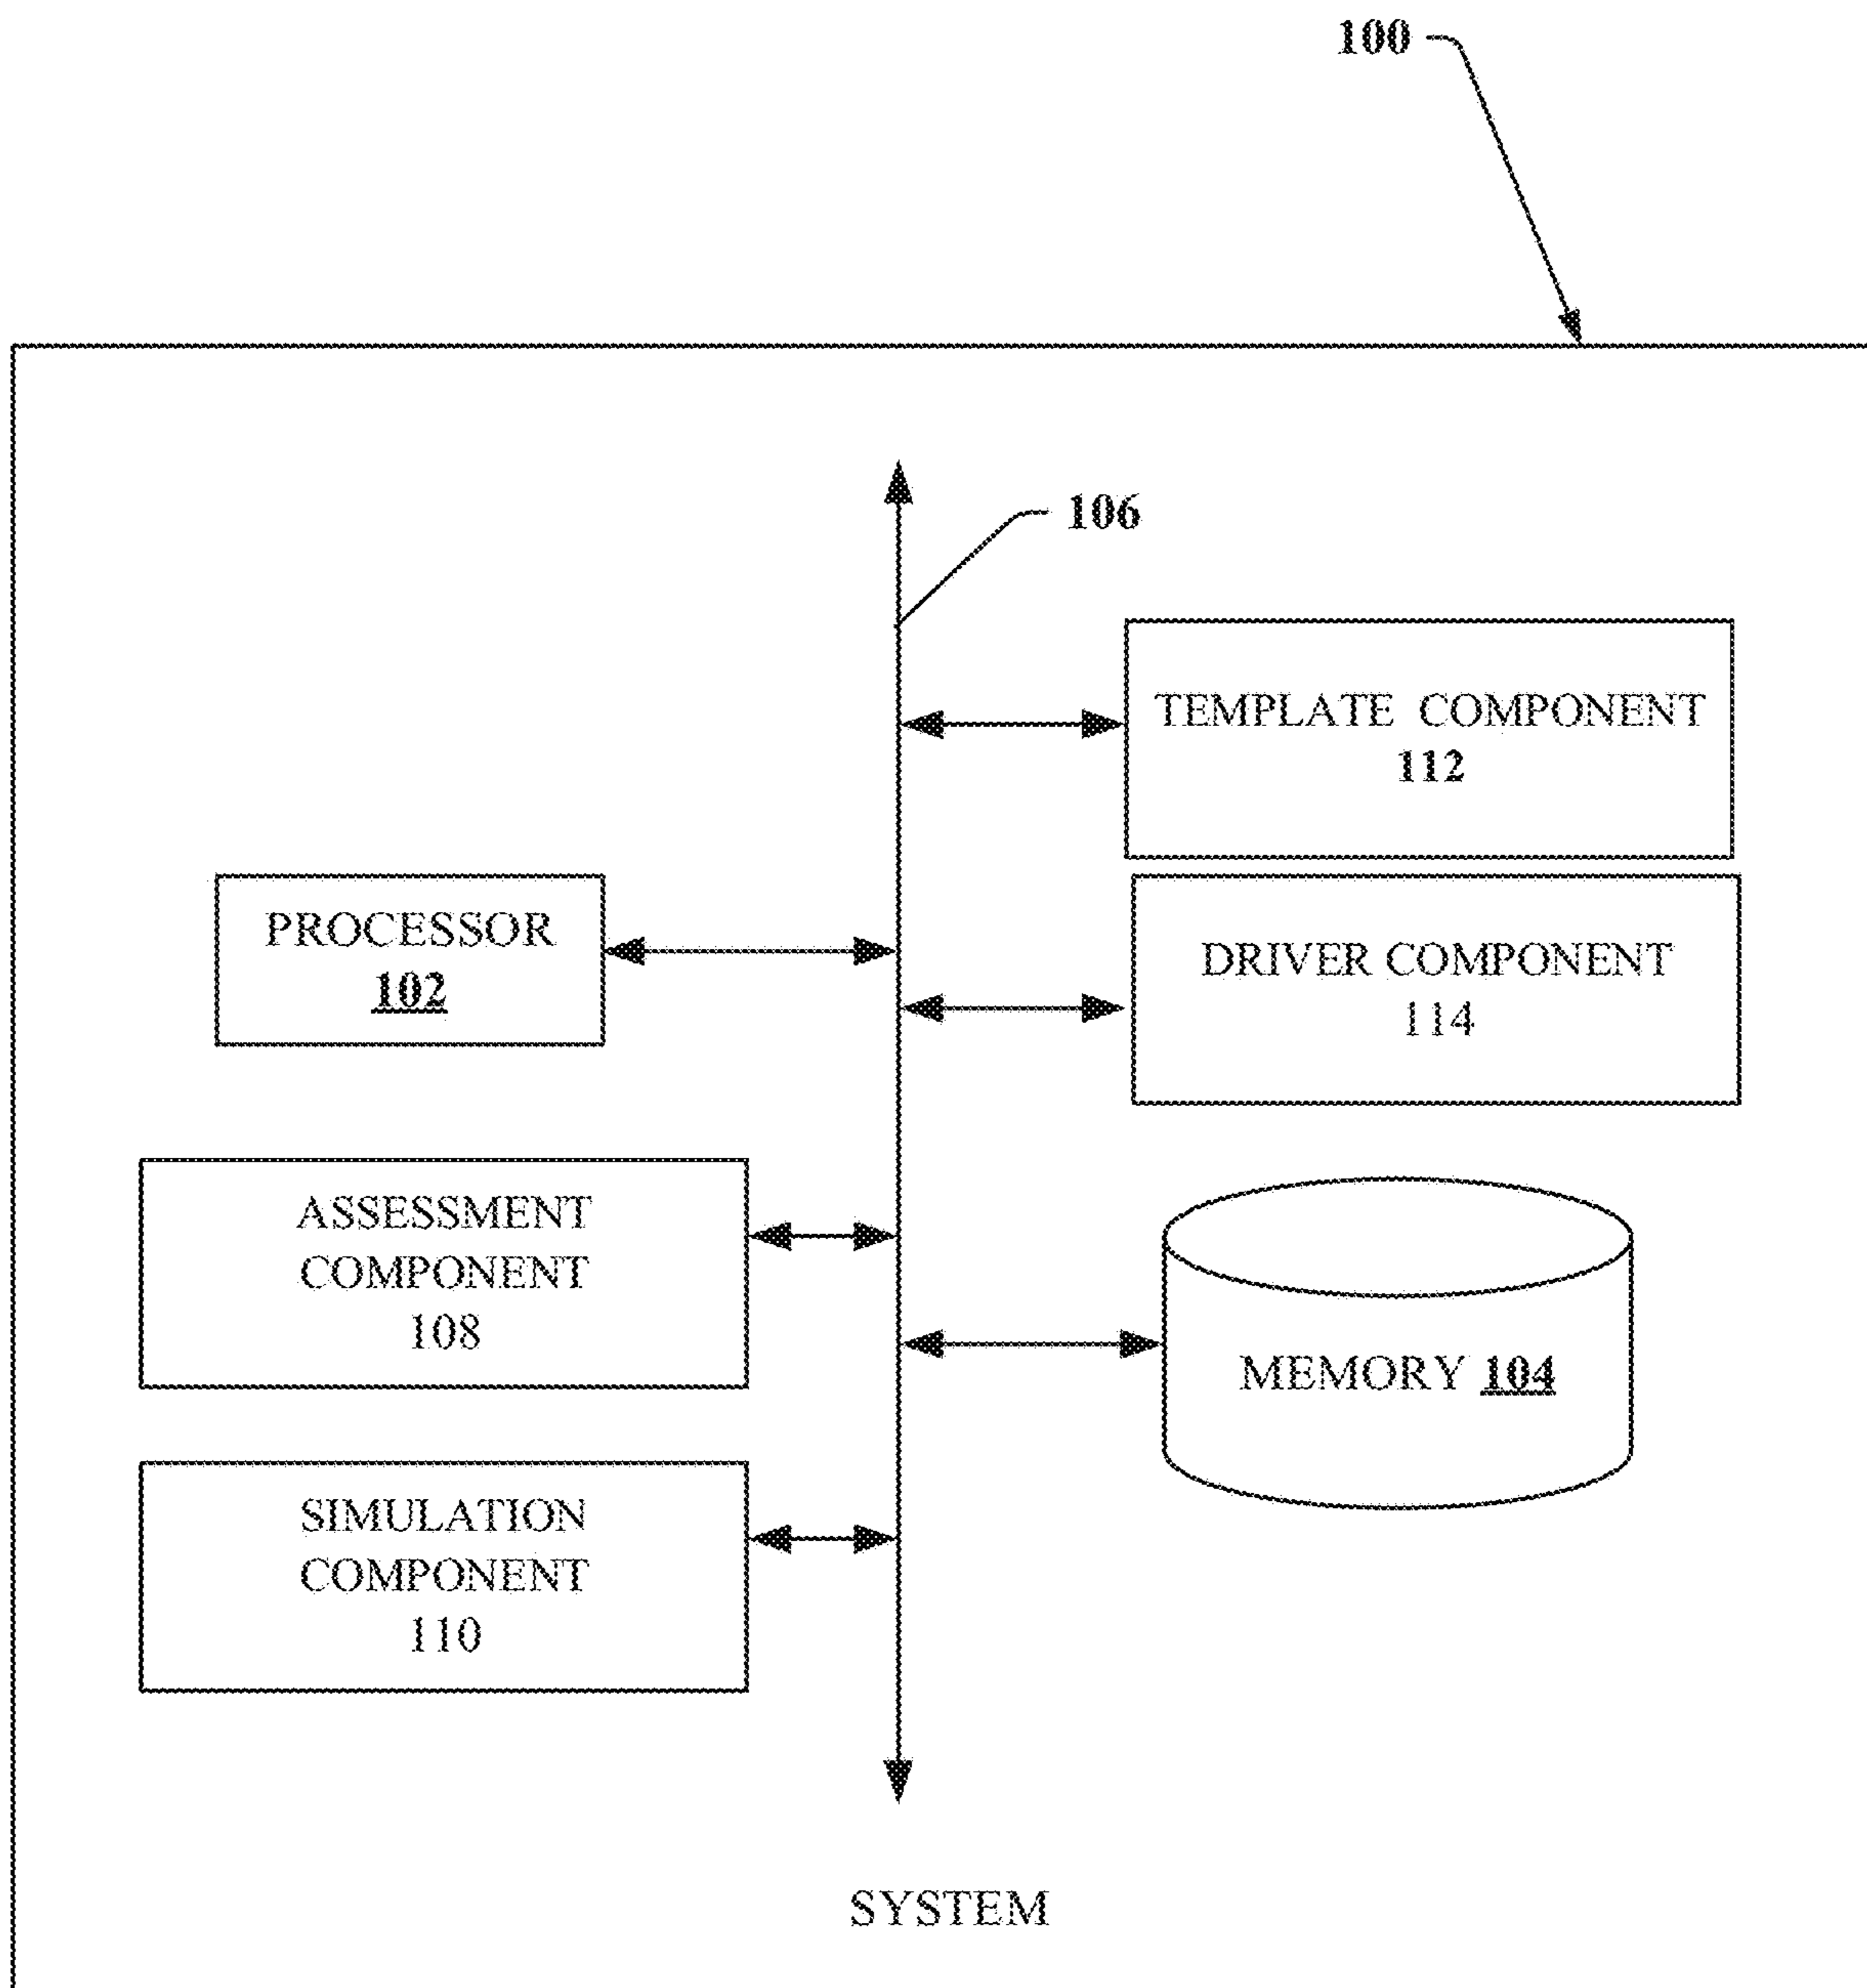 100
106
TEMPLATE COMPONENT
112
PROCESSOR
102
DRIVER COMPONENT
114
ASSESSMENT
COMPONENT
108
MEMORY 104
SIMULATION
COMPONENT
110
SYSTEM